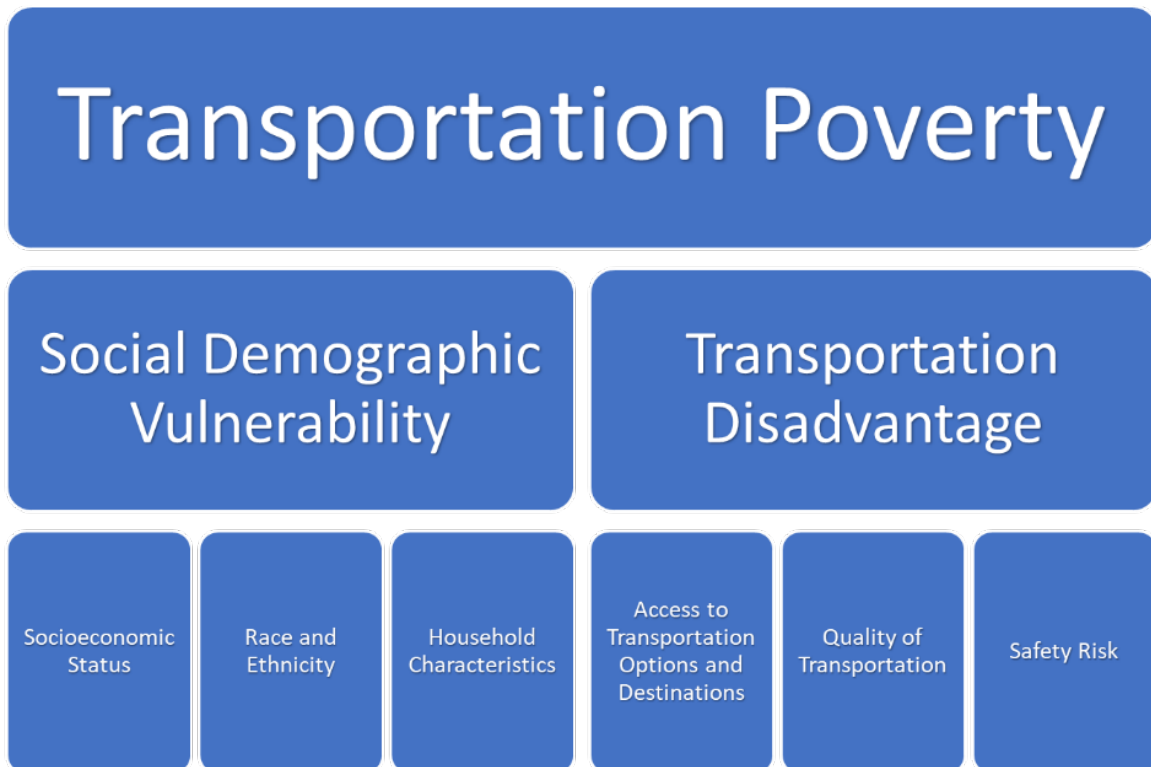 Transportation Poverty
Social Demographic
Vulnerability
Transportation
Disadvantage
Socioeconomic
Status
Race and
Ethnicity
Household
Characteristics
Access to
Transportation
Options and
Destinations
Quality of
Transportation
Safety Risk